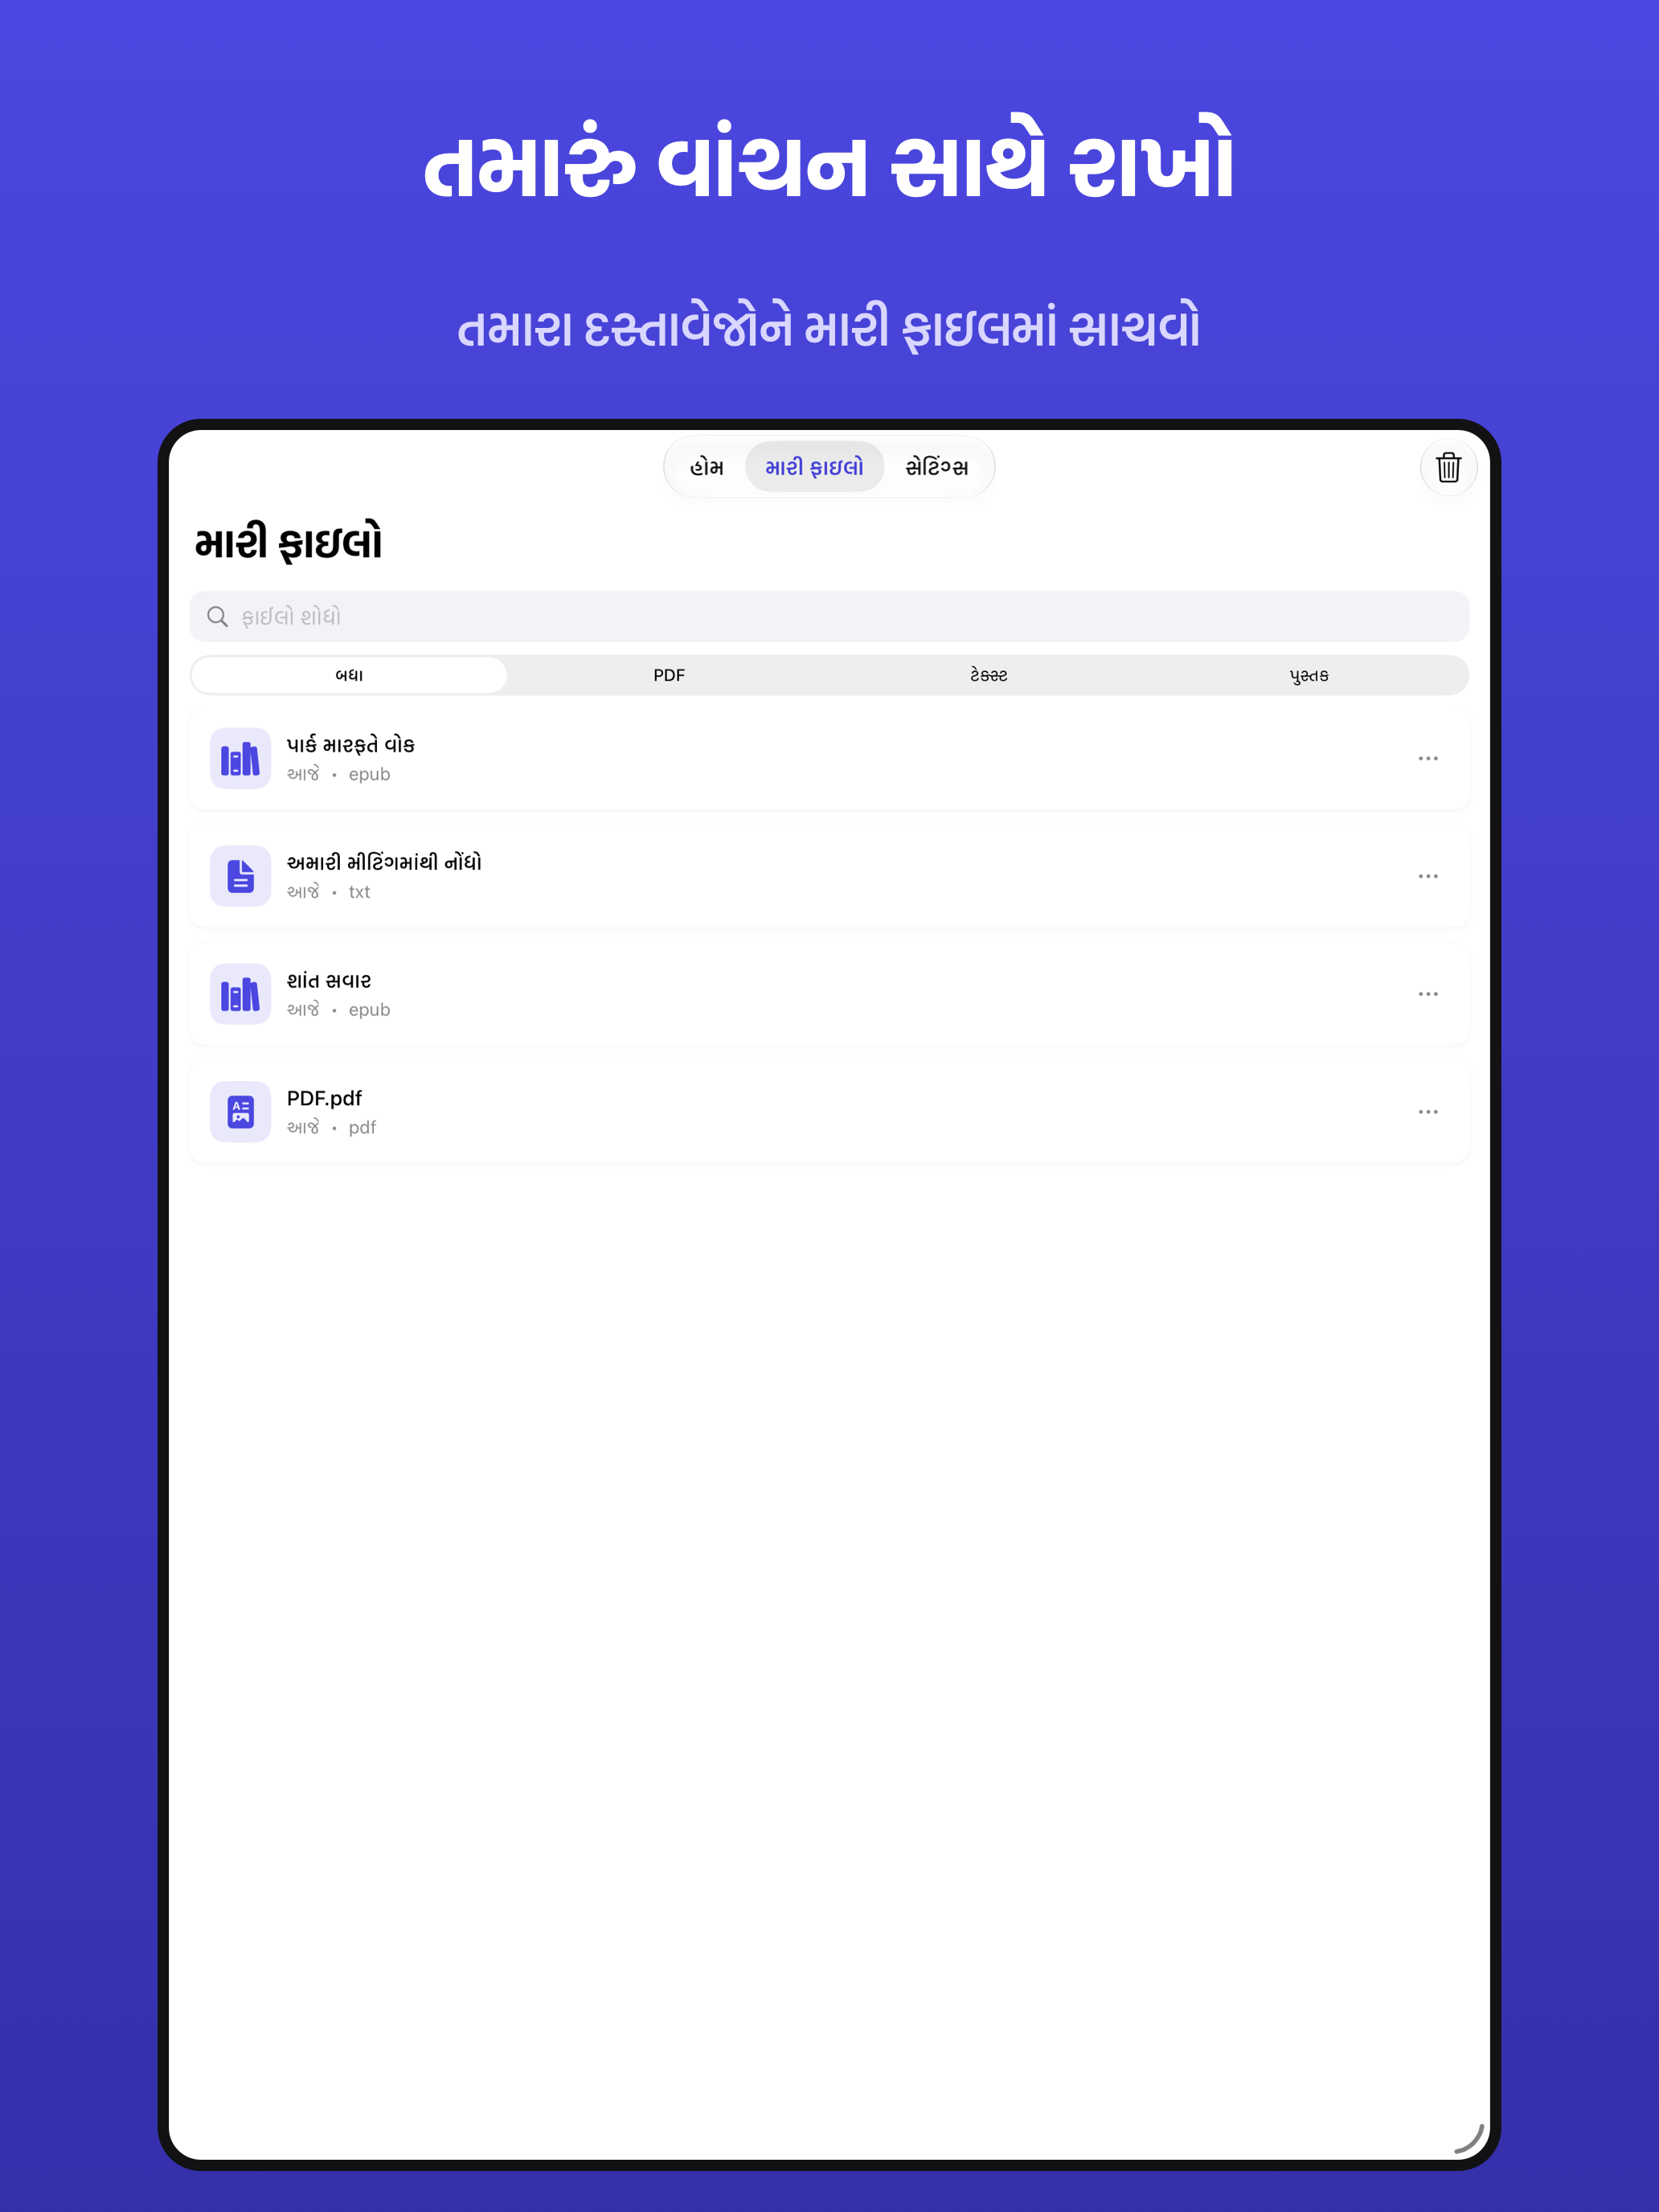 તમારું વાંચન સાથે રાખો
તમારા દસ્તાવેજોને મારી ફાઇલમાં સાચવો
હોમ મારી ફાઇલો સેટિંગ્સ
મારી ફાઇલો
ફાઈલો શોધો
બધા PDF ટેક્સ્ટ પુસ્તક
પાર્ક મારફતે વોક
આજે • epub
અમારી મીટિંગમાંથી નોંધો
આજે • txt
શાંત સવાર
આજે • epub
PDF.pdf
આજે • pdf